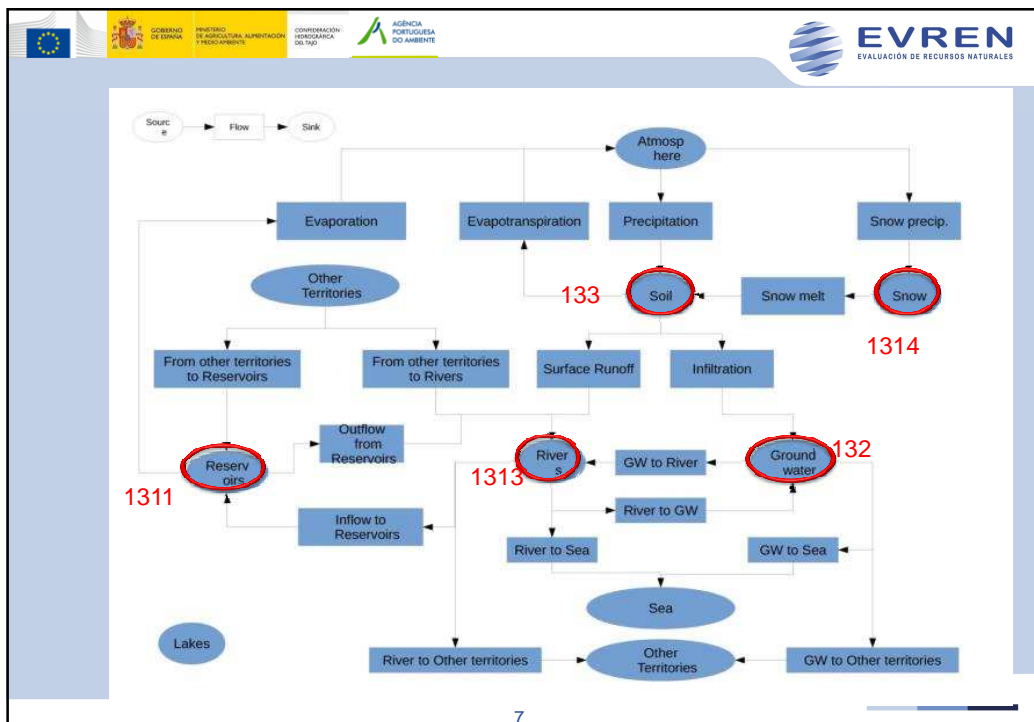 GOBIERNO
DE ESPAÑA
MINISTERIO
DE AGRICULTURA, ALIMENTACIÓN
Y MEDIO AMBIENTE
CONFEDERACIÓN
HIDROGRÁFICA
DEL TAJO
AGÊNCIA
PORTUGUESA
DO AMBIENTE
EVREN
EVALUACIÓN DE RECURSOS NATURALES
Sourc
e
Flow
Sink
Atmosp
here
Evaporation
Evapotranspiration
Precipitation
Snow precip.
Other
Territories
133
Soil
Snow melt
Snow
1314
From other territories
to Reservoirs
From other territories
to Rivers
Surface Runoff
Infiltration
Outflow
from
Reservoirs
Reserv
oirs
1311
River
s
1313
GW to River
Ground
water
132
River to GW
Inflow to
Reservoirs
River to Sea
GW to Sea
Sea
Lakes
River to Other territories
Other
Territories
GW to Other territories
7